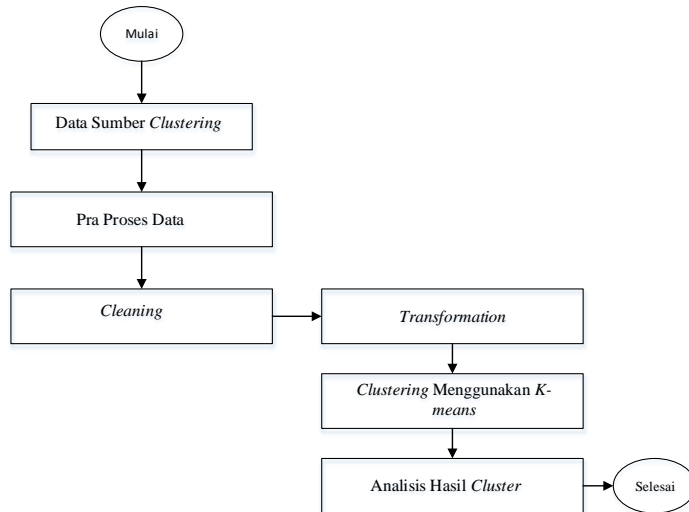 Mulai
Data Sumber Clustering
Pra Proses Data
Cleaning
Transformation
Clustering Menggunakan K-
means
Analisis Hasil Cluster
Selesai